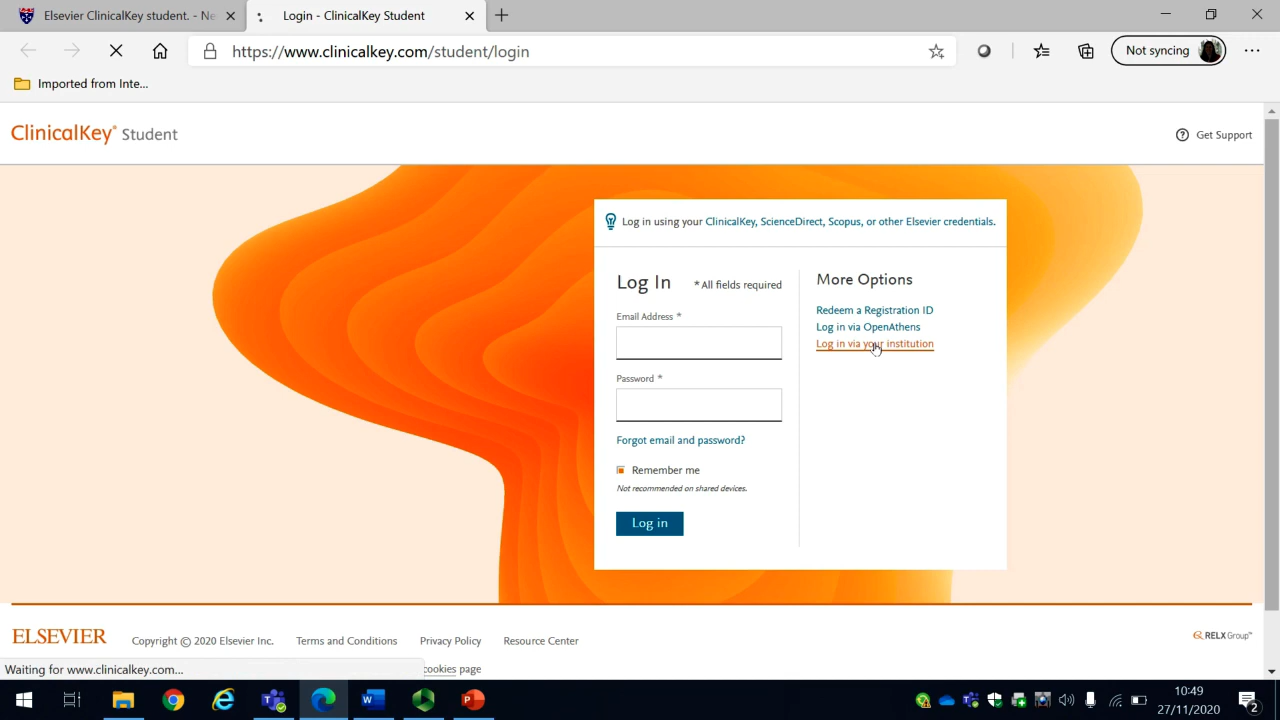 Elsevier ClinicalKey student. - Ne
Login - ClinicalKey Student
https://www.clinicalkey.com/student/login
Not syncing
Imported from Inte...
ClinicalKey® Student
Get Support
Log in using your ClinicalKey, ScienceDirect, Scopus, or other Elsevier credentials.
Log In
* All fields required
Email Address *
Password *
Forgot email and password?
Remember me
Not recommended on shared devices.
Log in
More Options
Redeem a Registration ID
Log in via OpenAthens
Log in via your institution
ELSEVIER
Copyright © 2020 Elsevier Inc.
Terms and Conditions
Privacy Policy
Resource Center
RELX Group™
Waiting for www.clinicalkey.com...
cookies page
10:49
27/11/2020
2